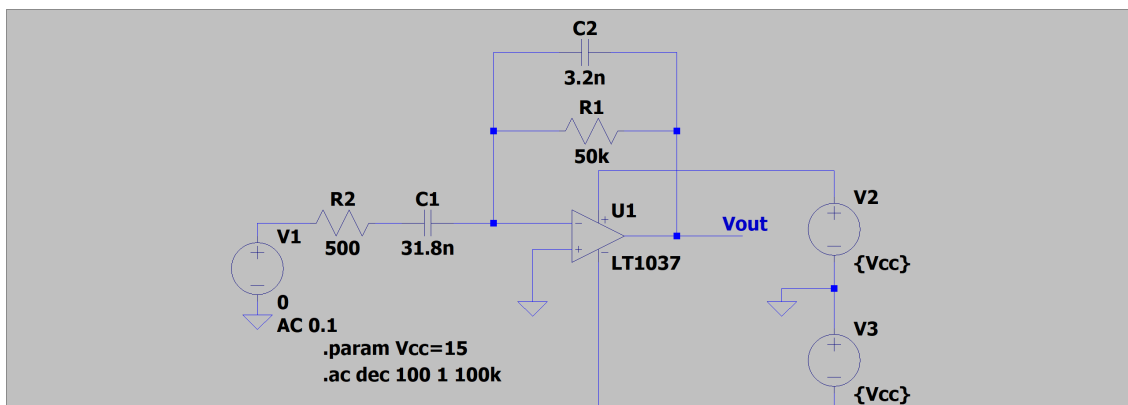 C2
3.2n
R1
50k
R2
500
C1
31.8n
U1
LT1037
Vout
V2
{Vcc}
V1
0
AC 0.1
V3
{Vcc}
.param Vcc=15
.ac dec 100 1 100k